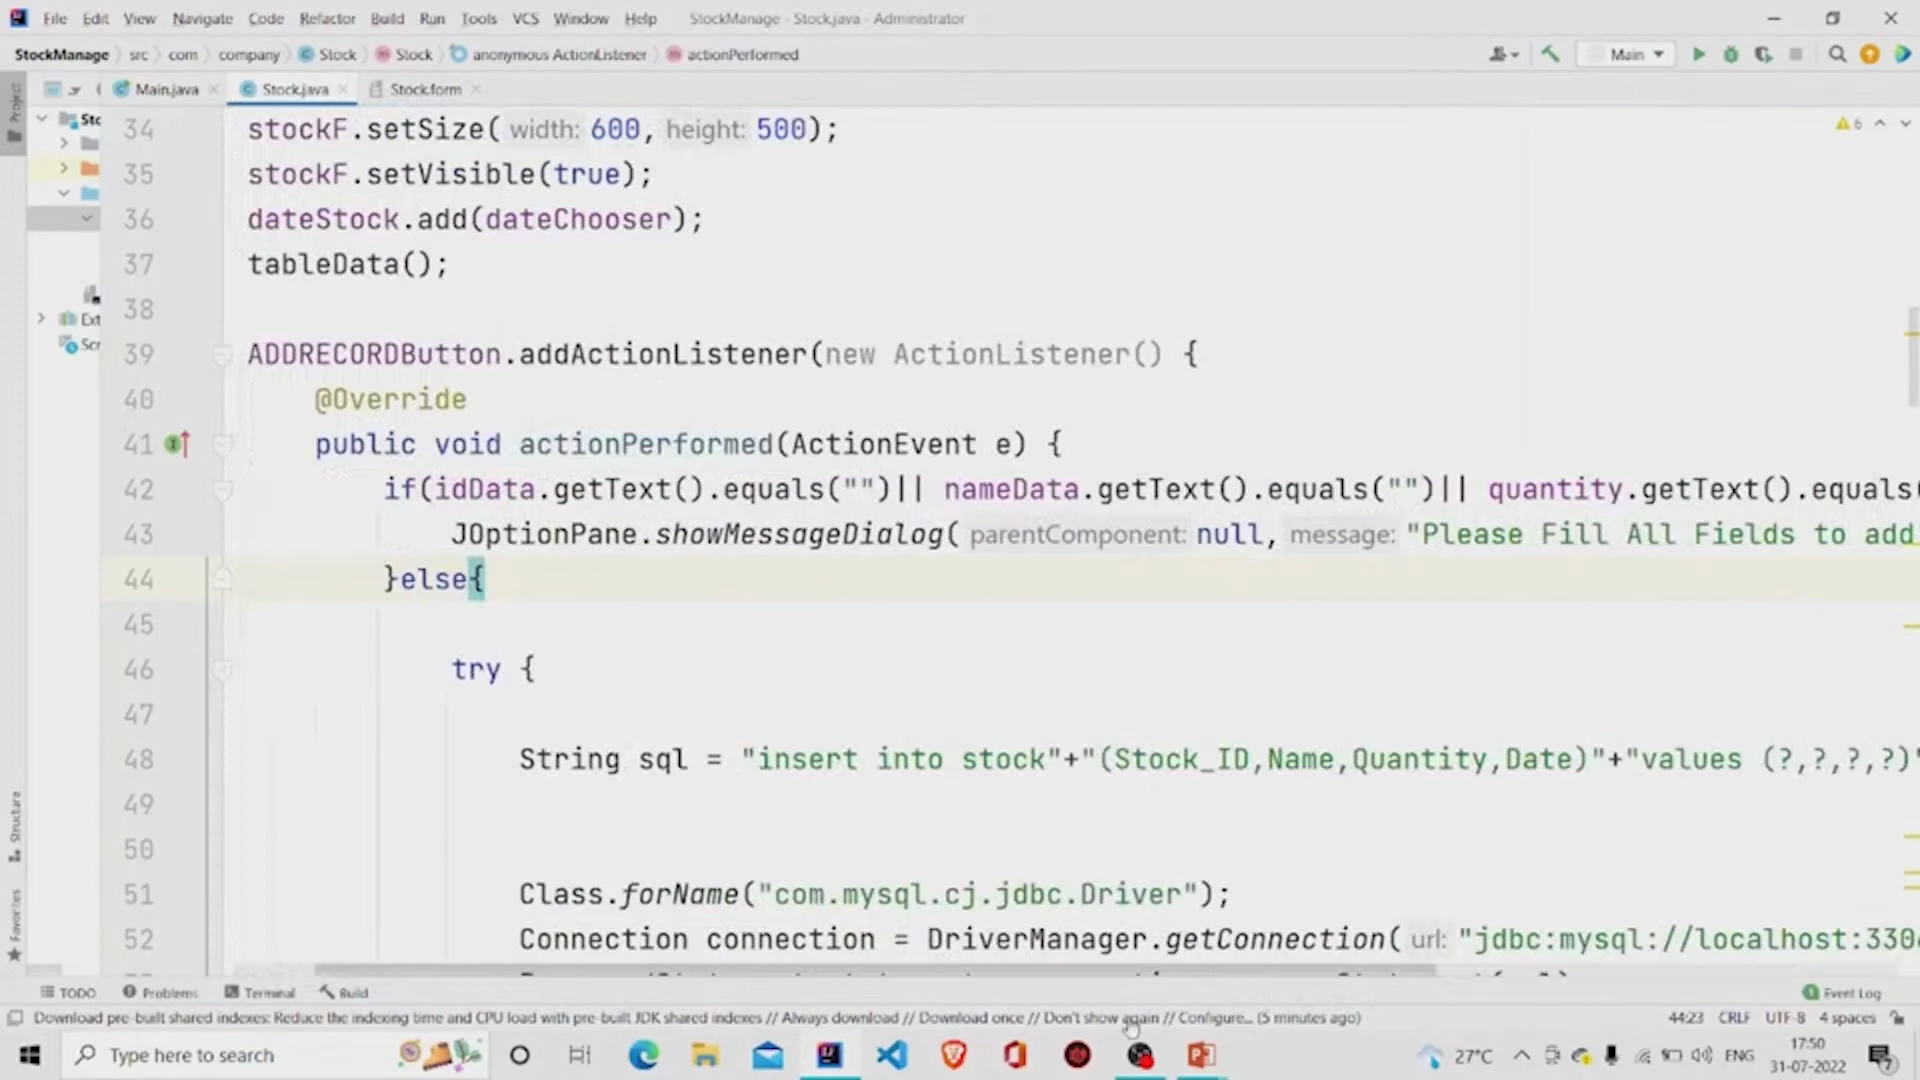 File Edit View Navigate Code Refactor Build Run Tools VCS Window Help StockManage - Stock.java - Administrator
StockManage src com company Stock Stock anonymous ActionListener actionPerformed Main
Project
Main.java Stock.java Stock.form
Sto
Ext
Scr
6
34 stockF.setSize( width: 600, height: 500);
35 stockF.setVisible(true);
36 dateStock.add(dateChooser);
37 tableData();
38
39 ADDRECORDButton.addActionListener(new ActionListener() {
40 @Override
41 public void actionPerformed(ActionEvent e) {
42 if(idData.getText().equals("")|| nameData.getText().equals("")|| quantity.getText().equals(
43 JOptionPane.showMessageDialog( parentComponent: null, message: "Please Fill All Fields to add
44 }else{
45
46 try {
47
48 String sql = "insert into stock"+"(Stock_ID,Name,Quantity,Date)"+"values (?,?,?,?)"
49
50
51 Class.forName("com.mysql.cj.jdbc.Driver");
52 Connection connection = DriverManager.getConnection( url: "jdbc:mysql://localhost:330
Structure
Favorites
TODO Problems Terminal Build Event Log
Download pre-built shared indexes: Reduce the indexing time and CPU load with pre-built JDK shared indexes // Always download // Download once // Don't show again // Configure... (5 minutes ago) 44:23 CRLF UTF-8 4 spaces
Type here to search 27°C ENG 17:50
31-07-2022 7